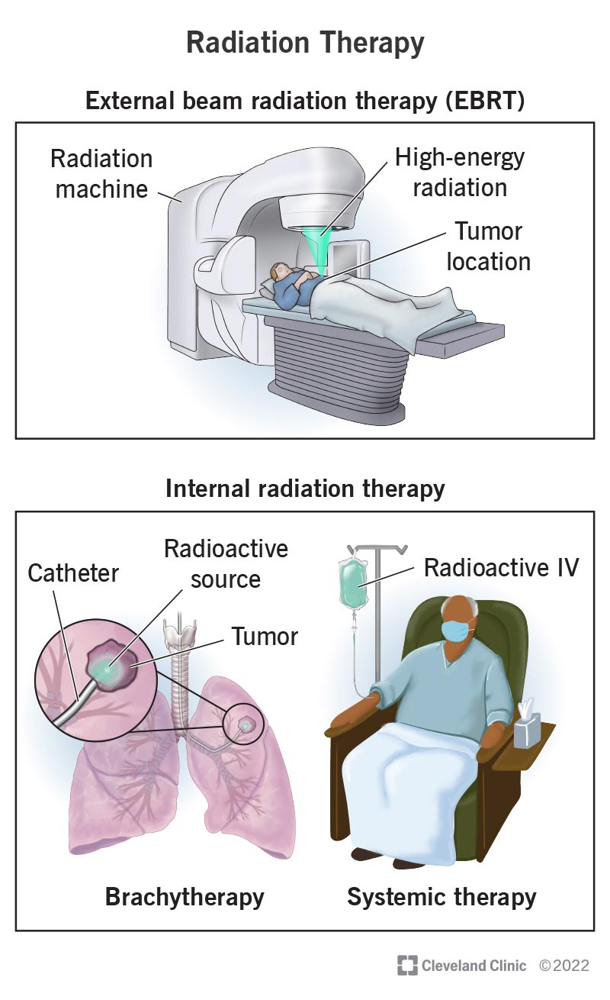 Radiation Therapy
External beam radiation therapy (EBRT)
Radiation
machine
High-energy
radiation
Tumor
location
Internal radiation therapy
Catheter
Radioactive
source
Tumor
Radioactive IV
Brachytherapy
Systemic therapy
Cleveland Clinic ©2022